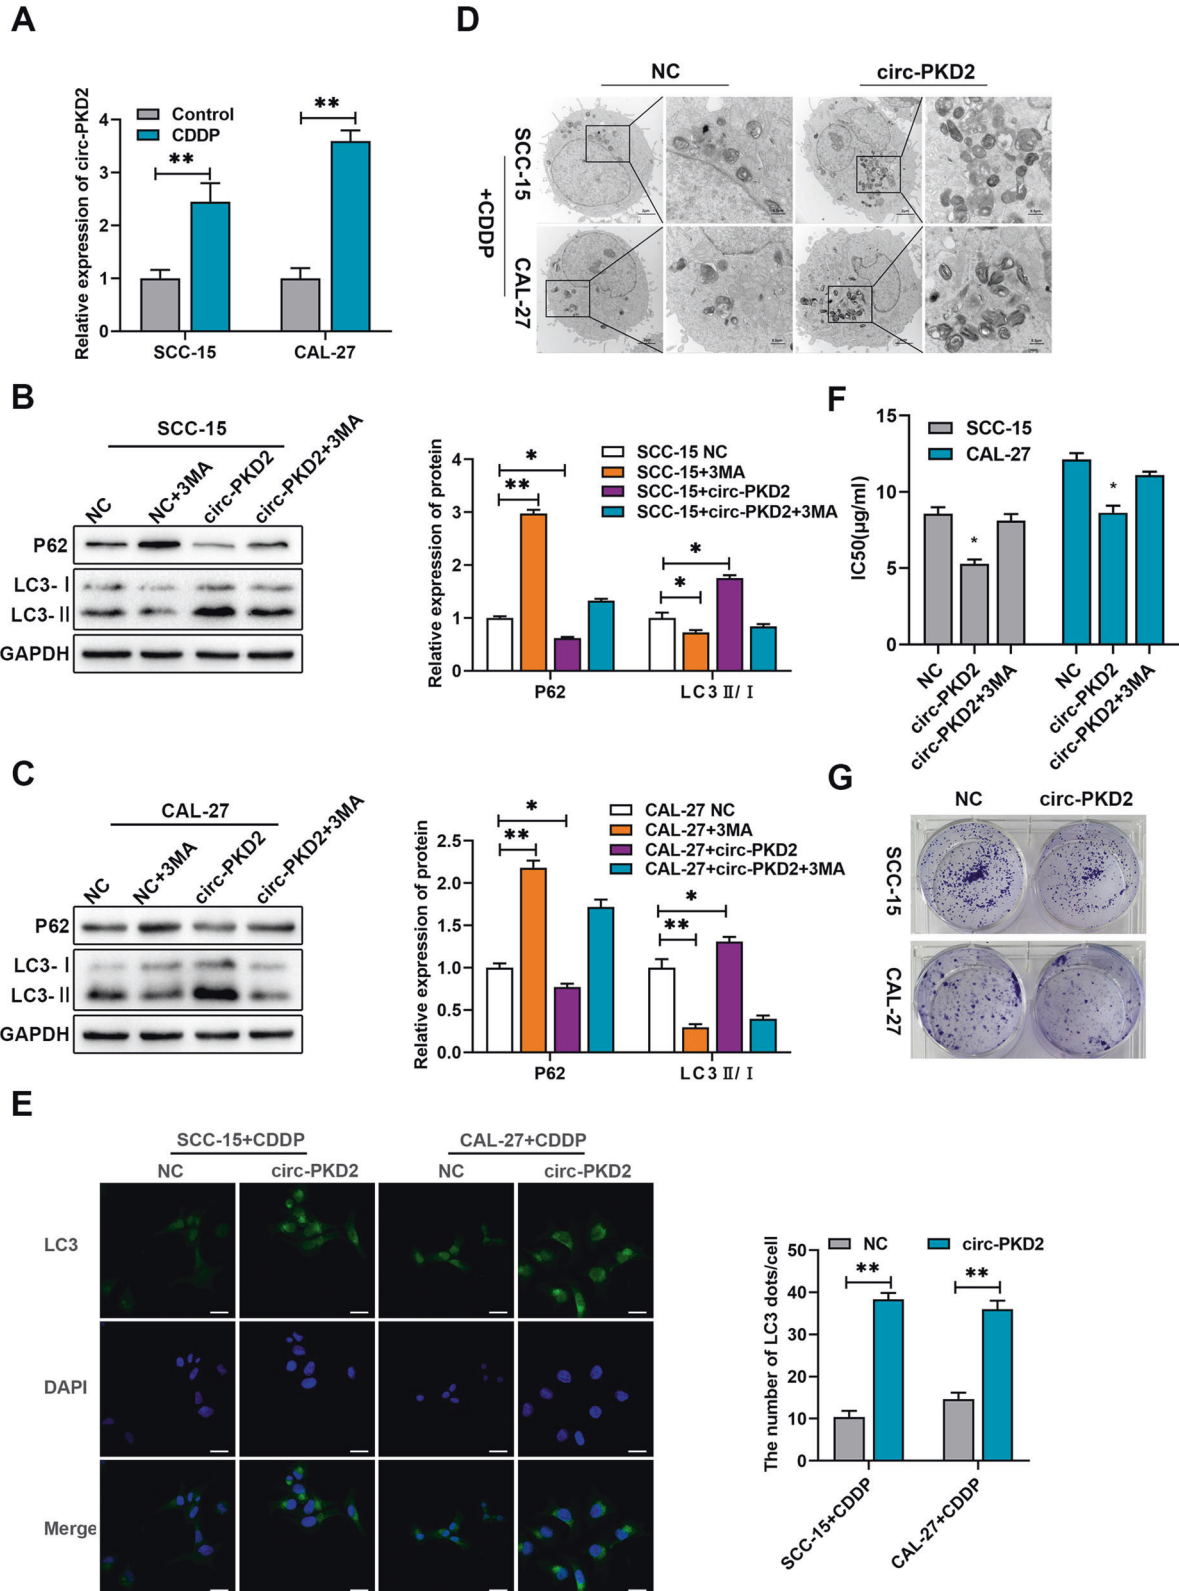 A
Relative expression of circ-PKD2
4
3
2
1
0
Control
CDDP
**
**
SCC-15
CAL-27
D
NC
circ-PKD2
SCC-15
CAL-27
+CDDP
B
SCC-15
NC
NC+3MA
circ-PKD2
circ-PKD2+3MA
P62
LC3-Ⅰ
LC3-Ⅱ
GAPDH
Relative expression of protein
4
3
2
1
0
SCC-15 NC
SCC-15+3MA
SCC-15+circ-PKD2
SCC-15+circ-PKD2+3MA
*
**
*
*
P62
LC3 Ⅱ/Ⅰ
F
IC50(μg/ml)
15
10
5
0
SCC-15
CAL-27
*
*
NC
circ-PKD2
circ-PKD2+3MA
NC
circ-PKD2
circ-PKD2+3MA
C
CAL-27
NC
NC+3MA
circ-PKD2
circ-PKD2+3MA
P62
LC3-Ⅰ
LC3-Ⅱ
GAPDH
Relative expression of protein
2.5
2.0
1.5
1.0
0.5
0.0
CAL-27 NC
CAL-27+3MA
CAL-27+circ-PKD2
CAL-27+circ-PKD2+3MA
*
**
*
**
P62
LC3 Ⅱ/Ⅰ
G
NC
circ-PKD2
SCC-15
CAL-27
E
SCC-15+CDDP
CAL-27+CDDP
NC
circ-PKD2
NC
circ-PKD2
LC3
DAPI
Merge
The number of LC3 dots/cell
50
40
30
20
10
0
NC
circ-PKD2
**
**
SCC-15+CDDP
CAL-27+CDDP